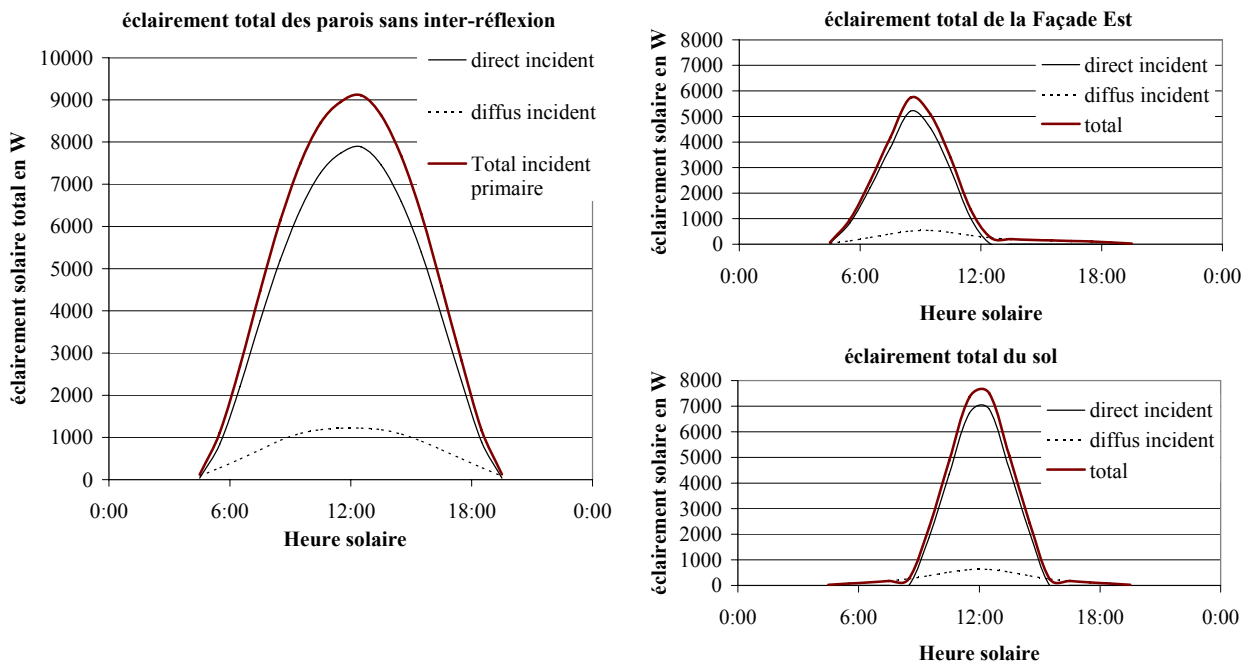 éclairement total des parois sans inter-réflexion
éclairement solaire total en W
10000
9000
8000
7000
6000
5000
4000
3000
2000
1000
0
direct incident
diffus incident
Total incident
primaire
0:00 6:00 12:00 18:00 0:00
Heure solaire
éclairement total de la Façade Est
éclairement solaire en W
8000
7000
6000
5000
4000
3000
2000
1000
0
direct incident
diffus incident
total
0:00 6:00 12:00 18:00 0:00
Heure solaire
éclairement total du sol
éclairement solaire en W
8000
7000
6000
5000
4000
3000
2000
1000
0
direct incident
diffus incident
total
0:00 6:00 12:00 18:00 0:00
Heure solaire